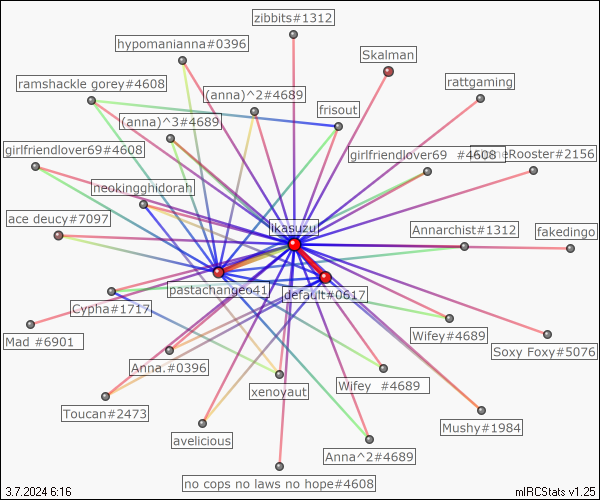 zibbits#1312
hypomanianna#0396
Skalman
ramshackle gorey#4608
rattgaming
(anna)^2#4689
frisout
(anna)^3#4689
girlfriendlover69#4608
girlfriendlover69 #4608
Rooster#2156
neokingghidorah
ace deucy#7097
ikasuzu
Annarchist#1312
fakedingo
pastachangeo41
default#0617
Cypha#1717
Mad #6901
Wifey#4689
Soxy Foxy#5076
Anna.#0396
xenoyaut
Wifey #4689
Toucan#2473
Mushy#1984
avelicious
Anna^2#4689
no cops no laws no hope#4608
3.7.2024 6:16
mIRCStats v1.25